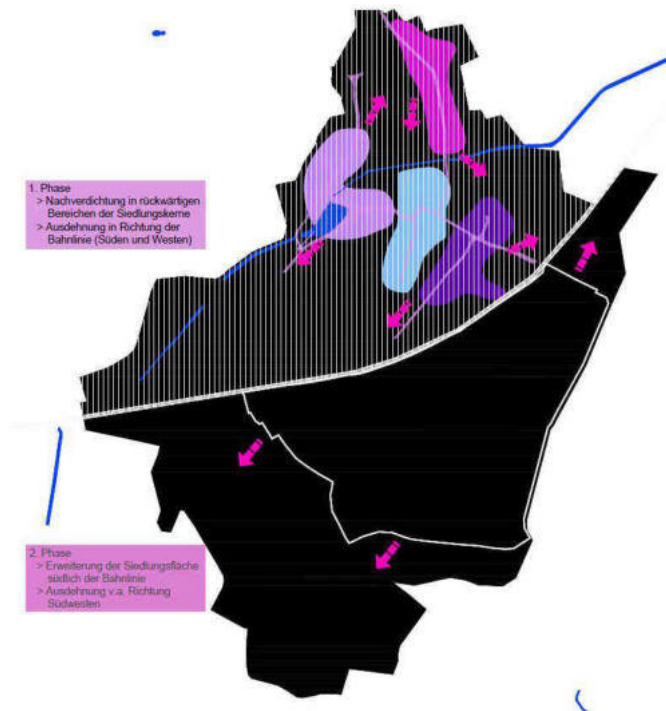 1. Phase
> Nachverdichtung in rückwärtigen
Bereichen der Siedlungskerne
> Ausdehnung in Richtung der
Bahnlinie (Süden und Westen)
2. Phase
> Erweiterung der Siedlungsfläche
südlich der Bahnlinie
> Ausdehnung v.a. Richtung
Südwesten